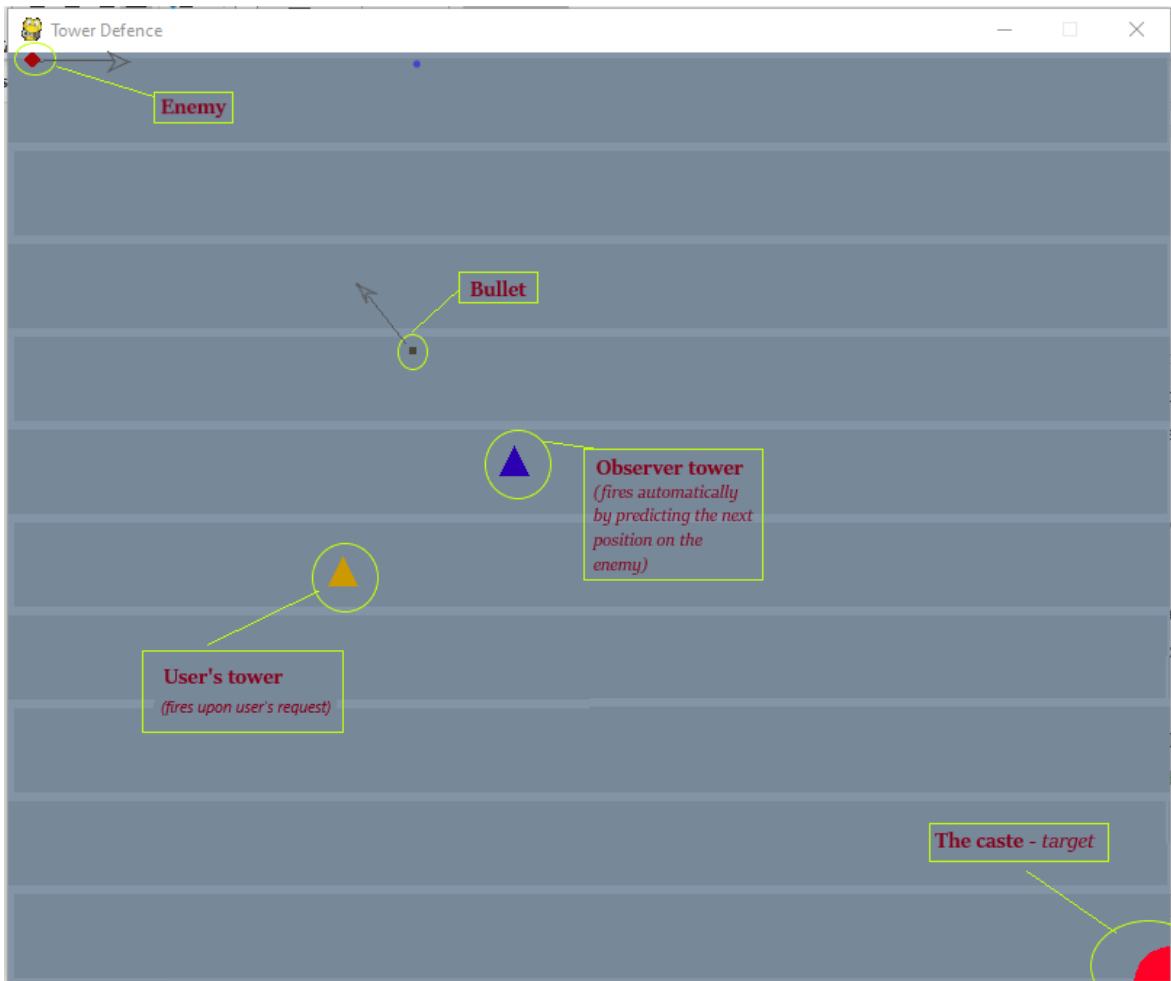 Tower Defence
Enemy
Bullet
Observer tower
(fires automatically
by predicting the next
position on the
enemy)
User's tower
(fires upon user's request)
The caste - target